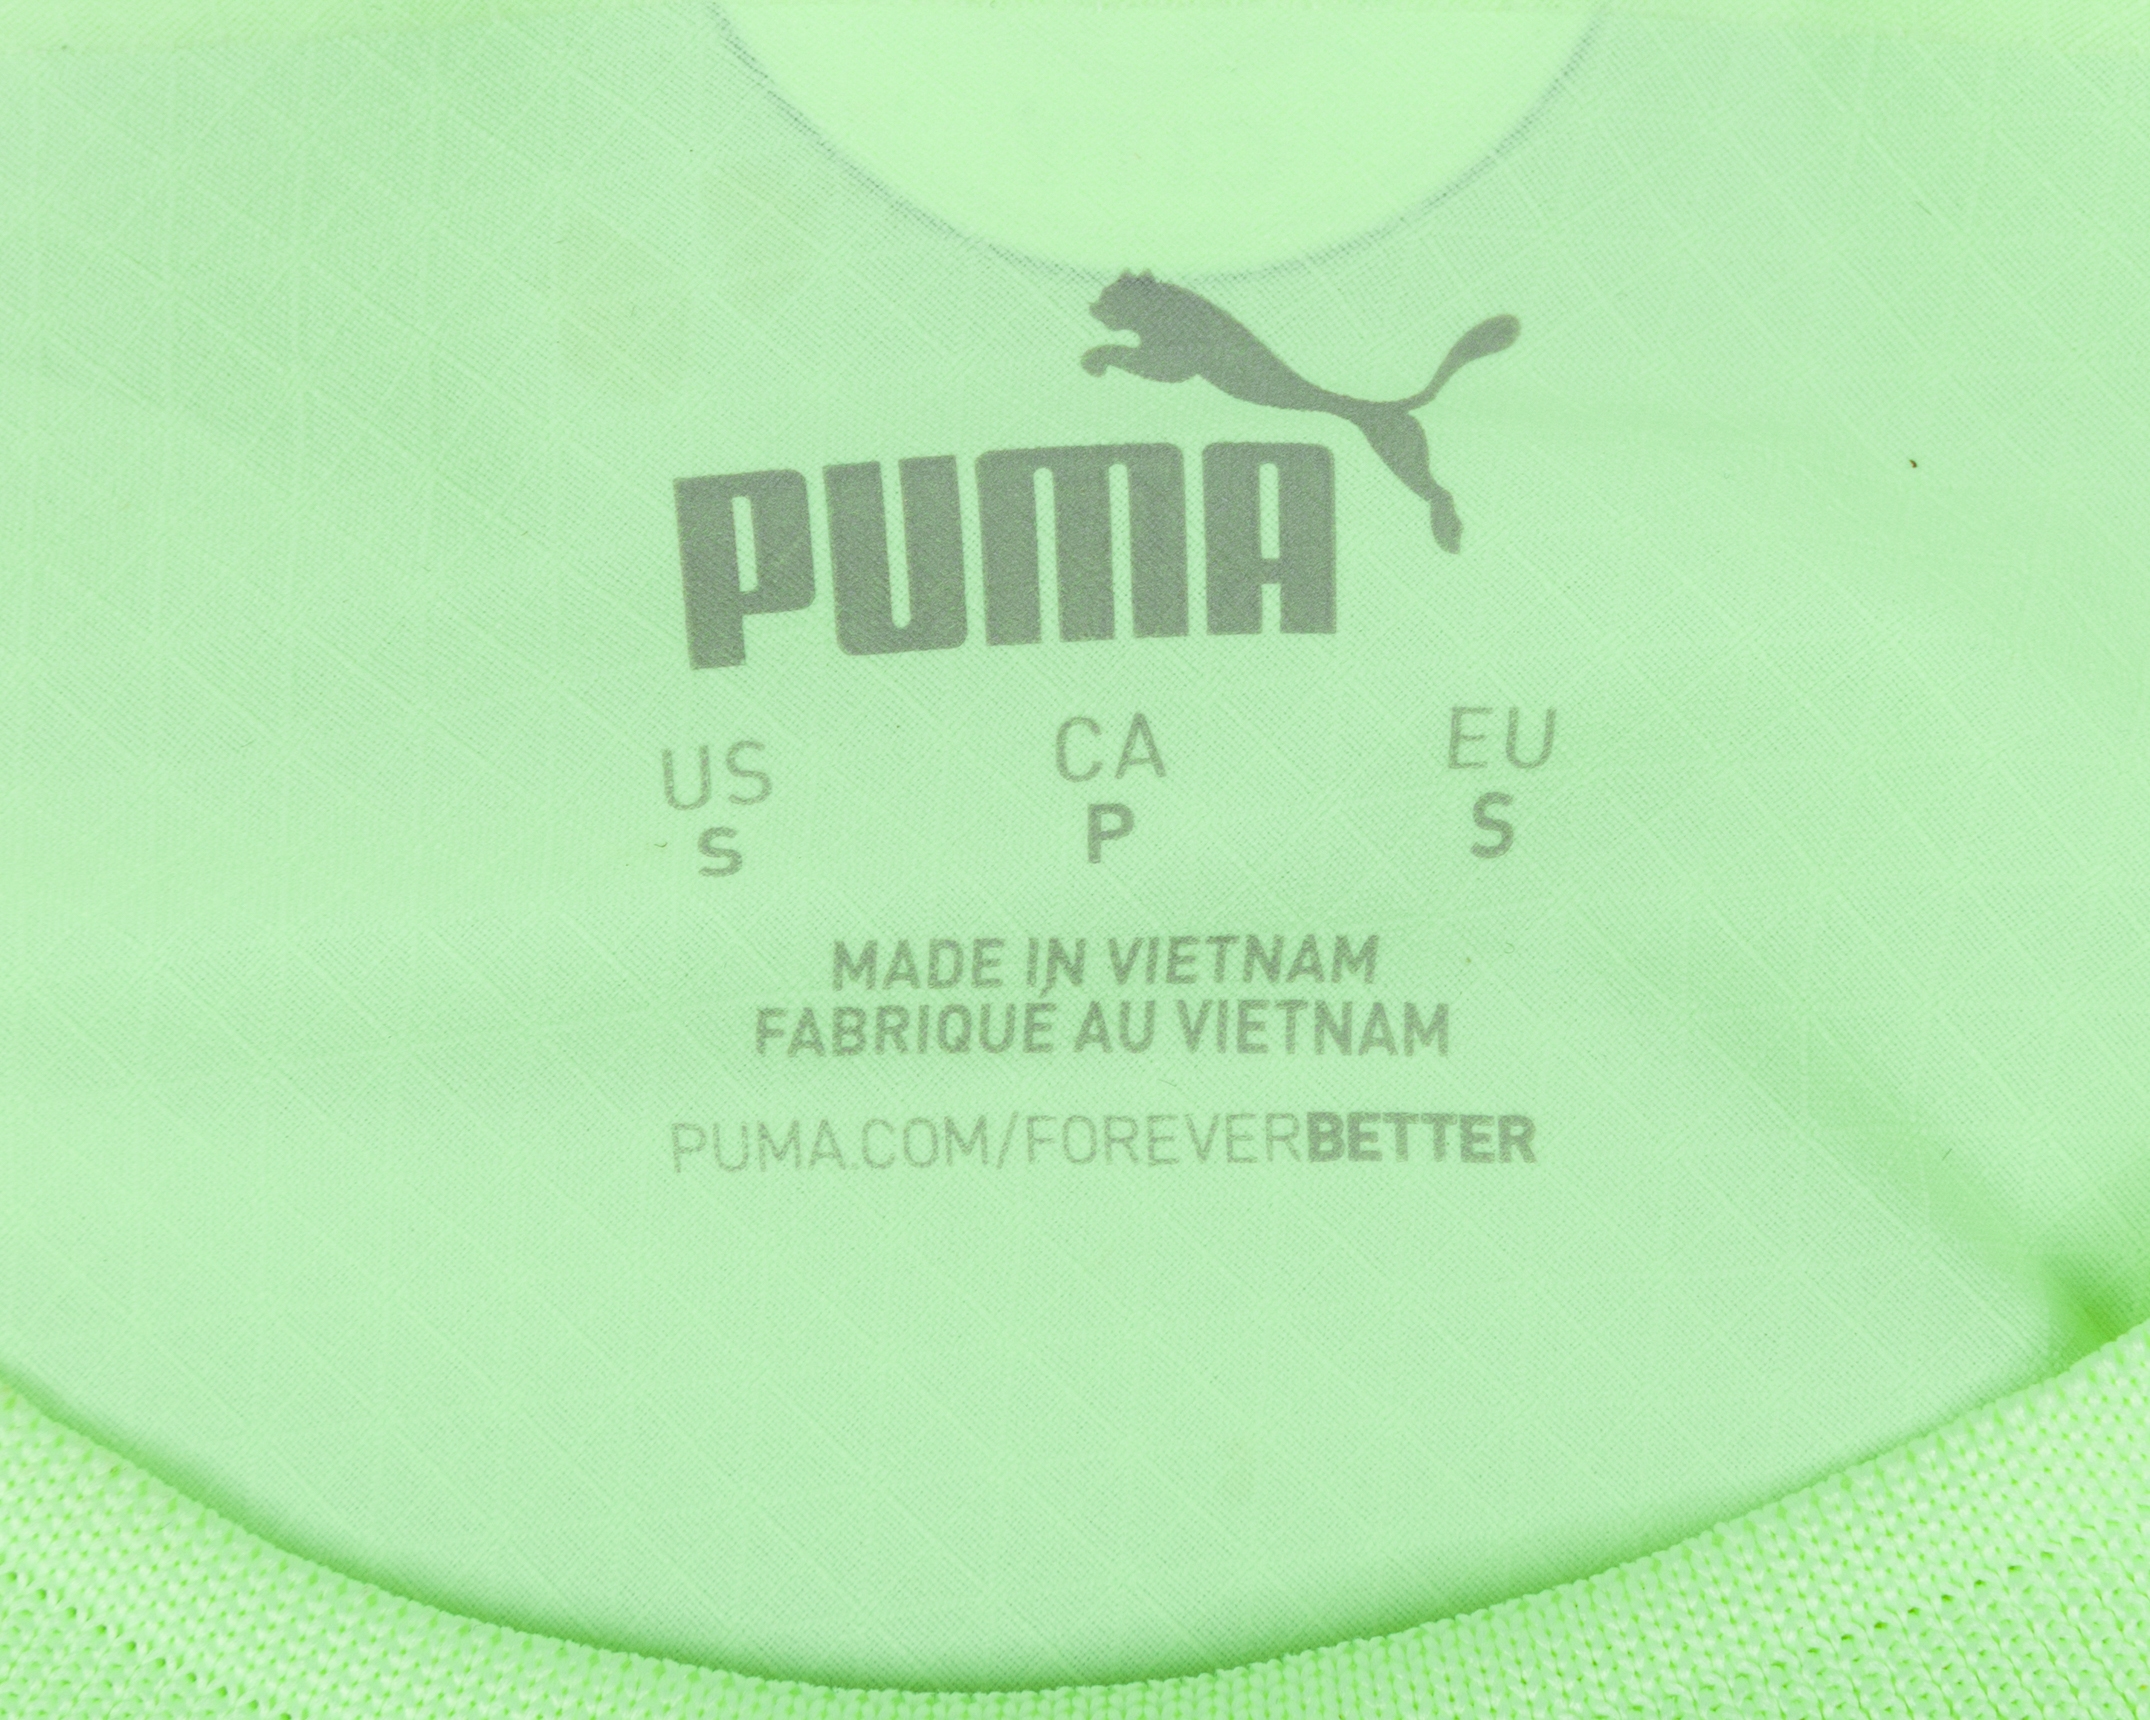 PUMA
US CA EU
S P S
MADE IN VIETNAM
FABRIQUÉ AU VIETNAM
PUMA.COM/FOREVERBETTER